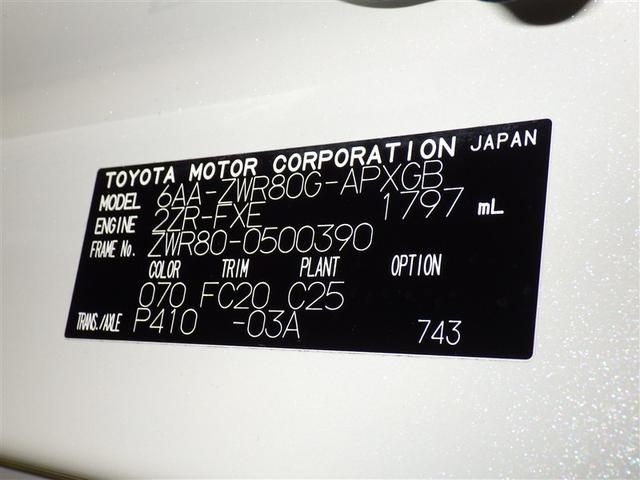 TOYOTA MOTOR CORPORATION JAPAN
MODEL 6AA-ZWR80G-APXGB
ENGINE 2ZR-FXE 1797 mL
FRAME No. ZWR80-0500390
COLOR TRIM PLANT OPTION
070 FC20 C25
TRANS./AXLE P410 -03A 743